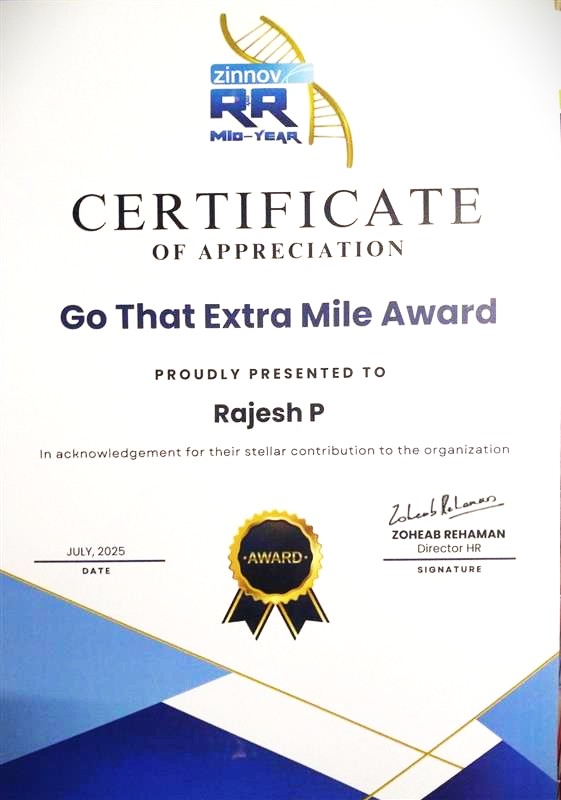 zinnov
R&R
MID-YEAR
CERTIFICATE
OF APPRECIATION
Go That Extra Mile Award
PROUDLY PRESENTED TO
Rajesh P
In acknowledgement for their stellar contribution to the organization
Zoheab Rehaman
ZOHEAB REHAMAN
Director HR
SIGNATURE
JULY, 2025
DATE
·AWARD·